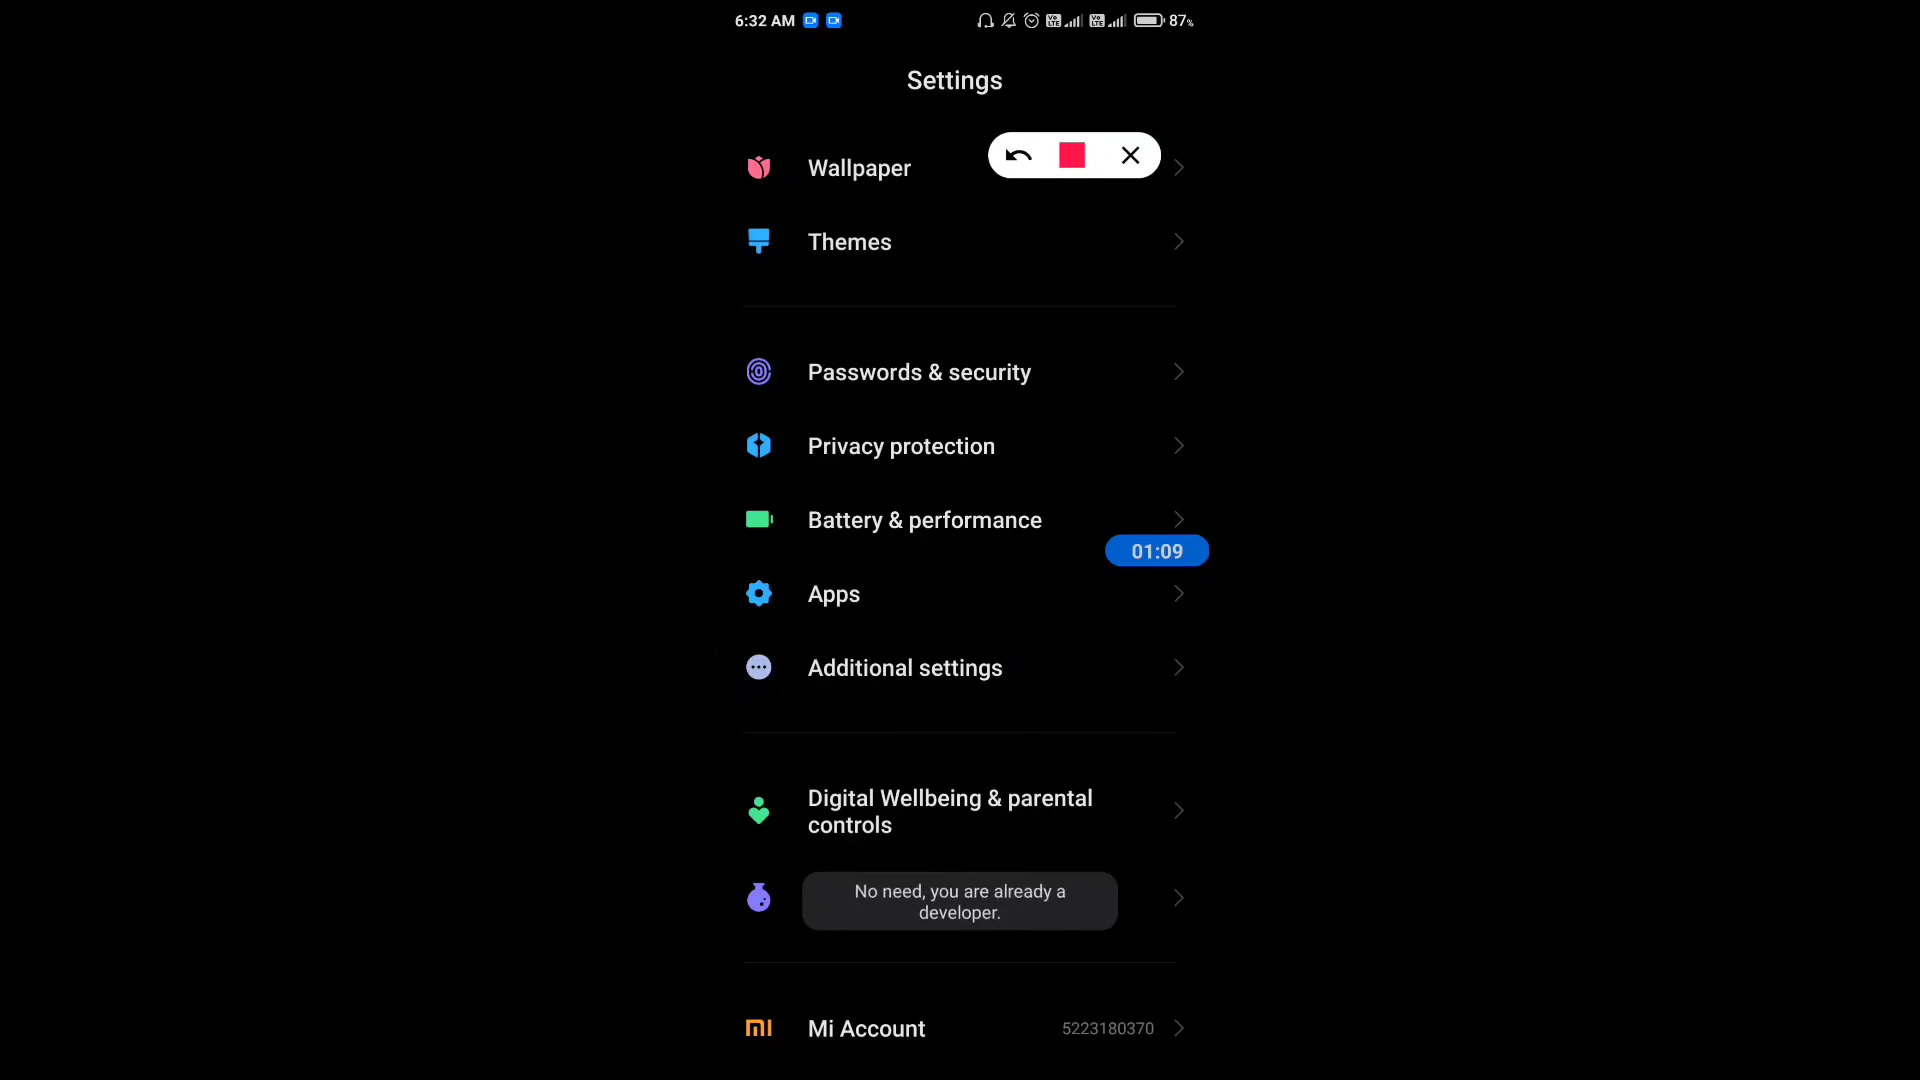 6:32 AM
87%
Settings
Wallpaper
Themes
Passwords & security
Privacy protection
Battery & performance
01:09
Apps
Additional settings
Digital Wellbeing & parental
controls
No need, you are already a
developer.
Mi Account 5223180370